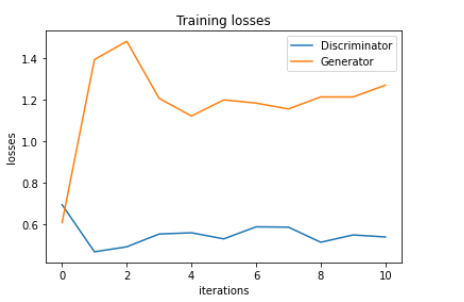 Training losses
Discriminator
Generator
losses
1.4
1.2
1.0
0.8
0.6
0 2 4 6 8 10
iterations